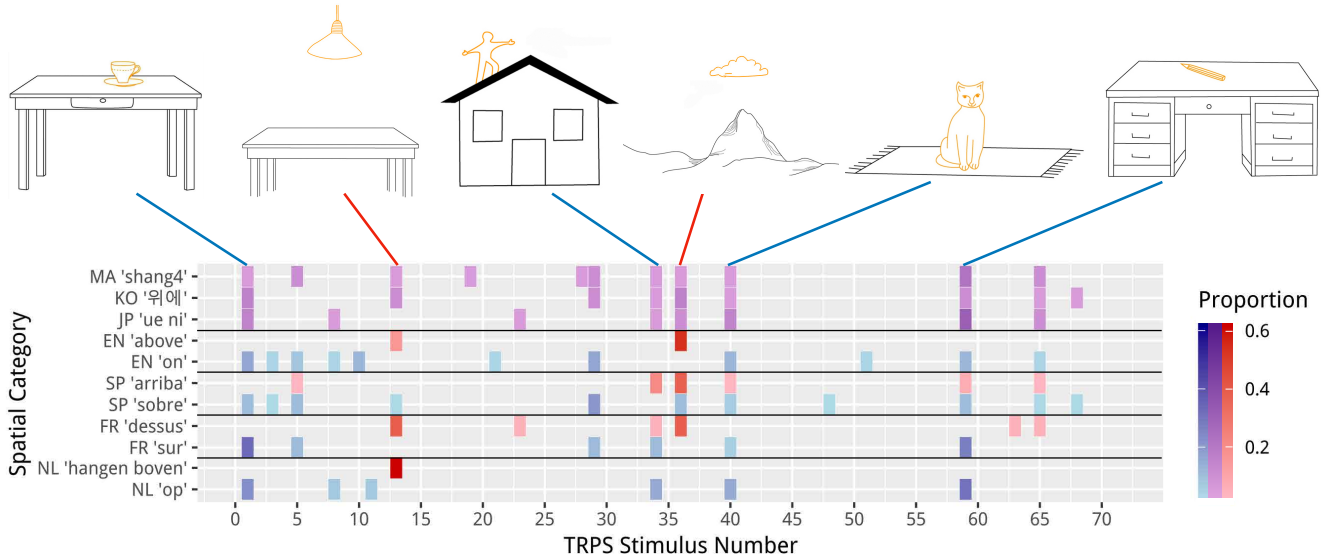 MA 'shang4'
KO '위에'
JP 'ue ni'
EN 'above'
EN 'on'
SP 'arriba'
SP 'sobre'
FR 'dessus'
FR 'sur'
NL 'hangen boven'
NL 'op'
Spatial Category
0 5 10 15 20 25 30 35 40 45 50 55 60 65 70
TRPS Stimulus Number
Proportion
0.6
0.4
0.2